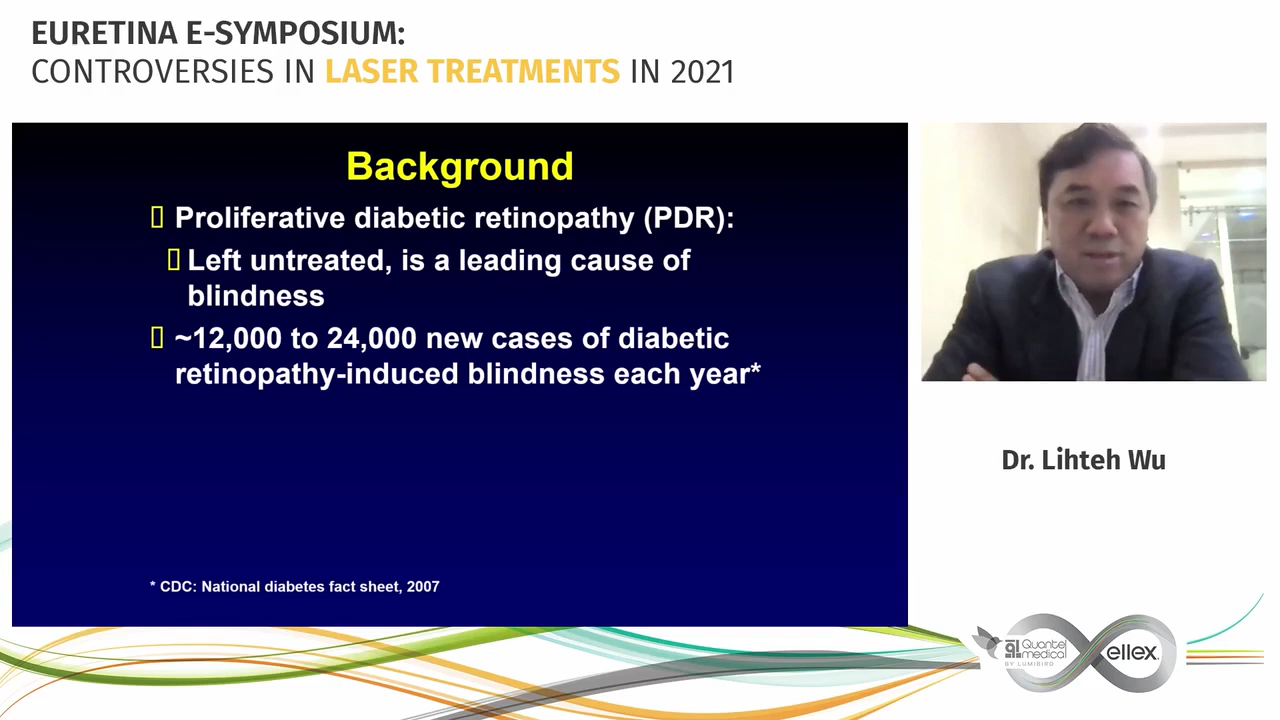 EURETINA E-SYMPOSIUM:
CONTROVERSIES IN LASER TREATMENTS IN 2021
Background
Proliferative diabetic retinopathy (PDR):
Left untreated, is a leading cause of
blindness
~12,000 to 24,000 new cases of diabetic
retinopathy-induced blindness each year*
* CDC: National diabetes fact sheet, 2007
Dr. Lihteh Wu
Quantel
medical
BY LUMIBIRD
ellex.